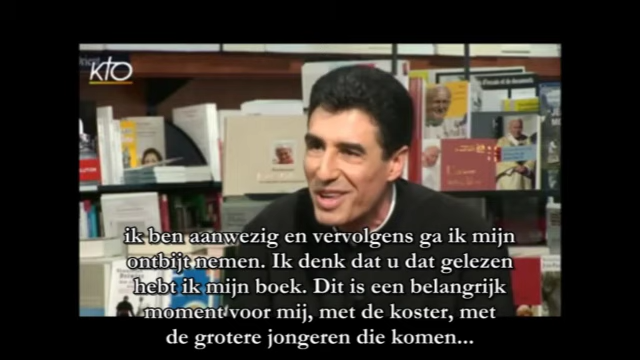 kto
ik ben aanwezig en vervolgens ga ik mijn
ontbijt nemen. Ik denk dat u dat gelezen
hebt ik mijn boek. Dit is een belangrijk
moment voor mij, met de koster, met
de grotere jongeren die komen...